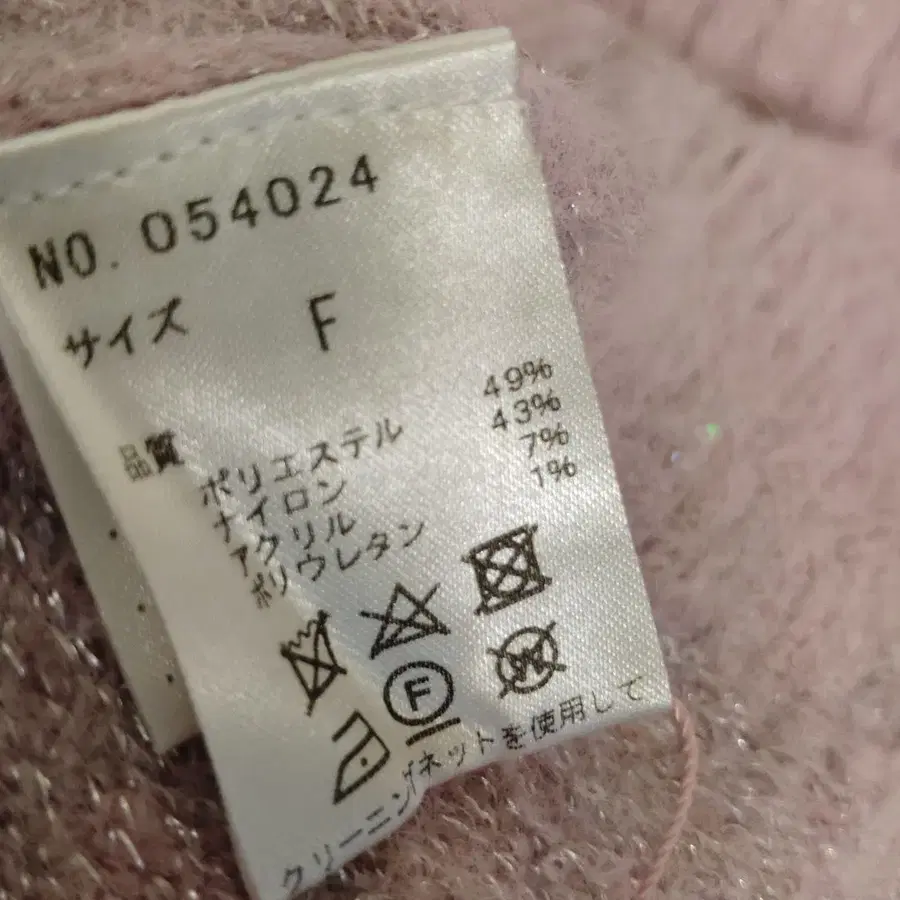 NO. 054024
サイズ F
品質
ポリエステル 49%
ナイロン 43%
アクリル 7%
ポリウレタン 1%
F
W
ネットを使用して
クリーニング